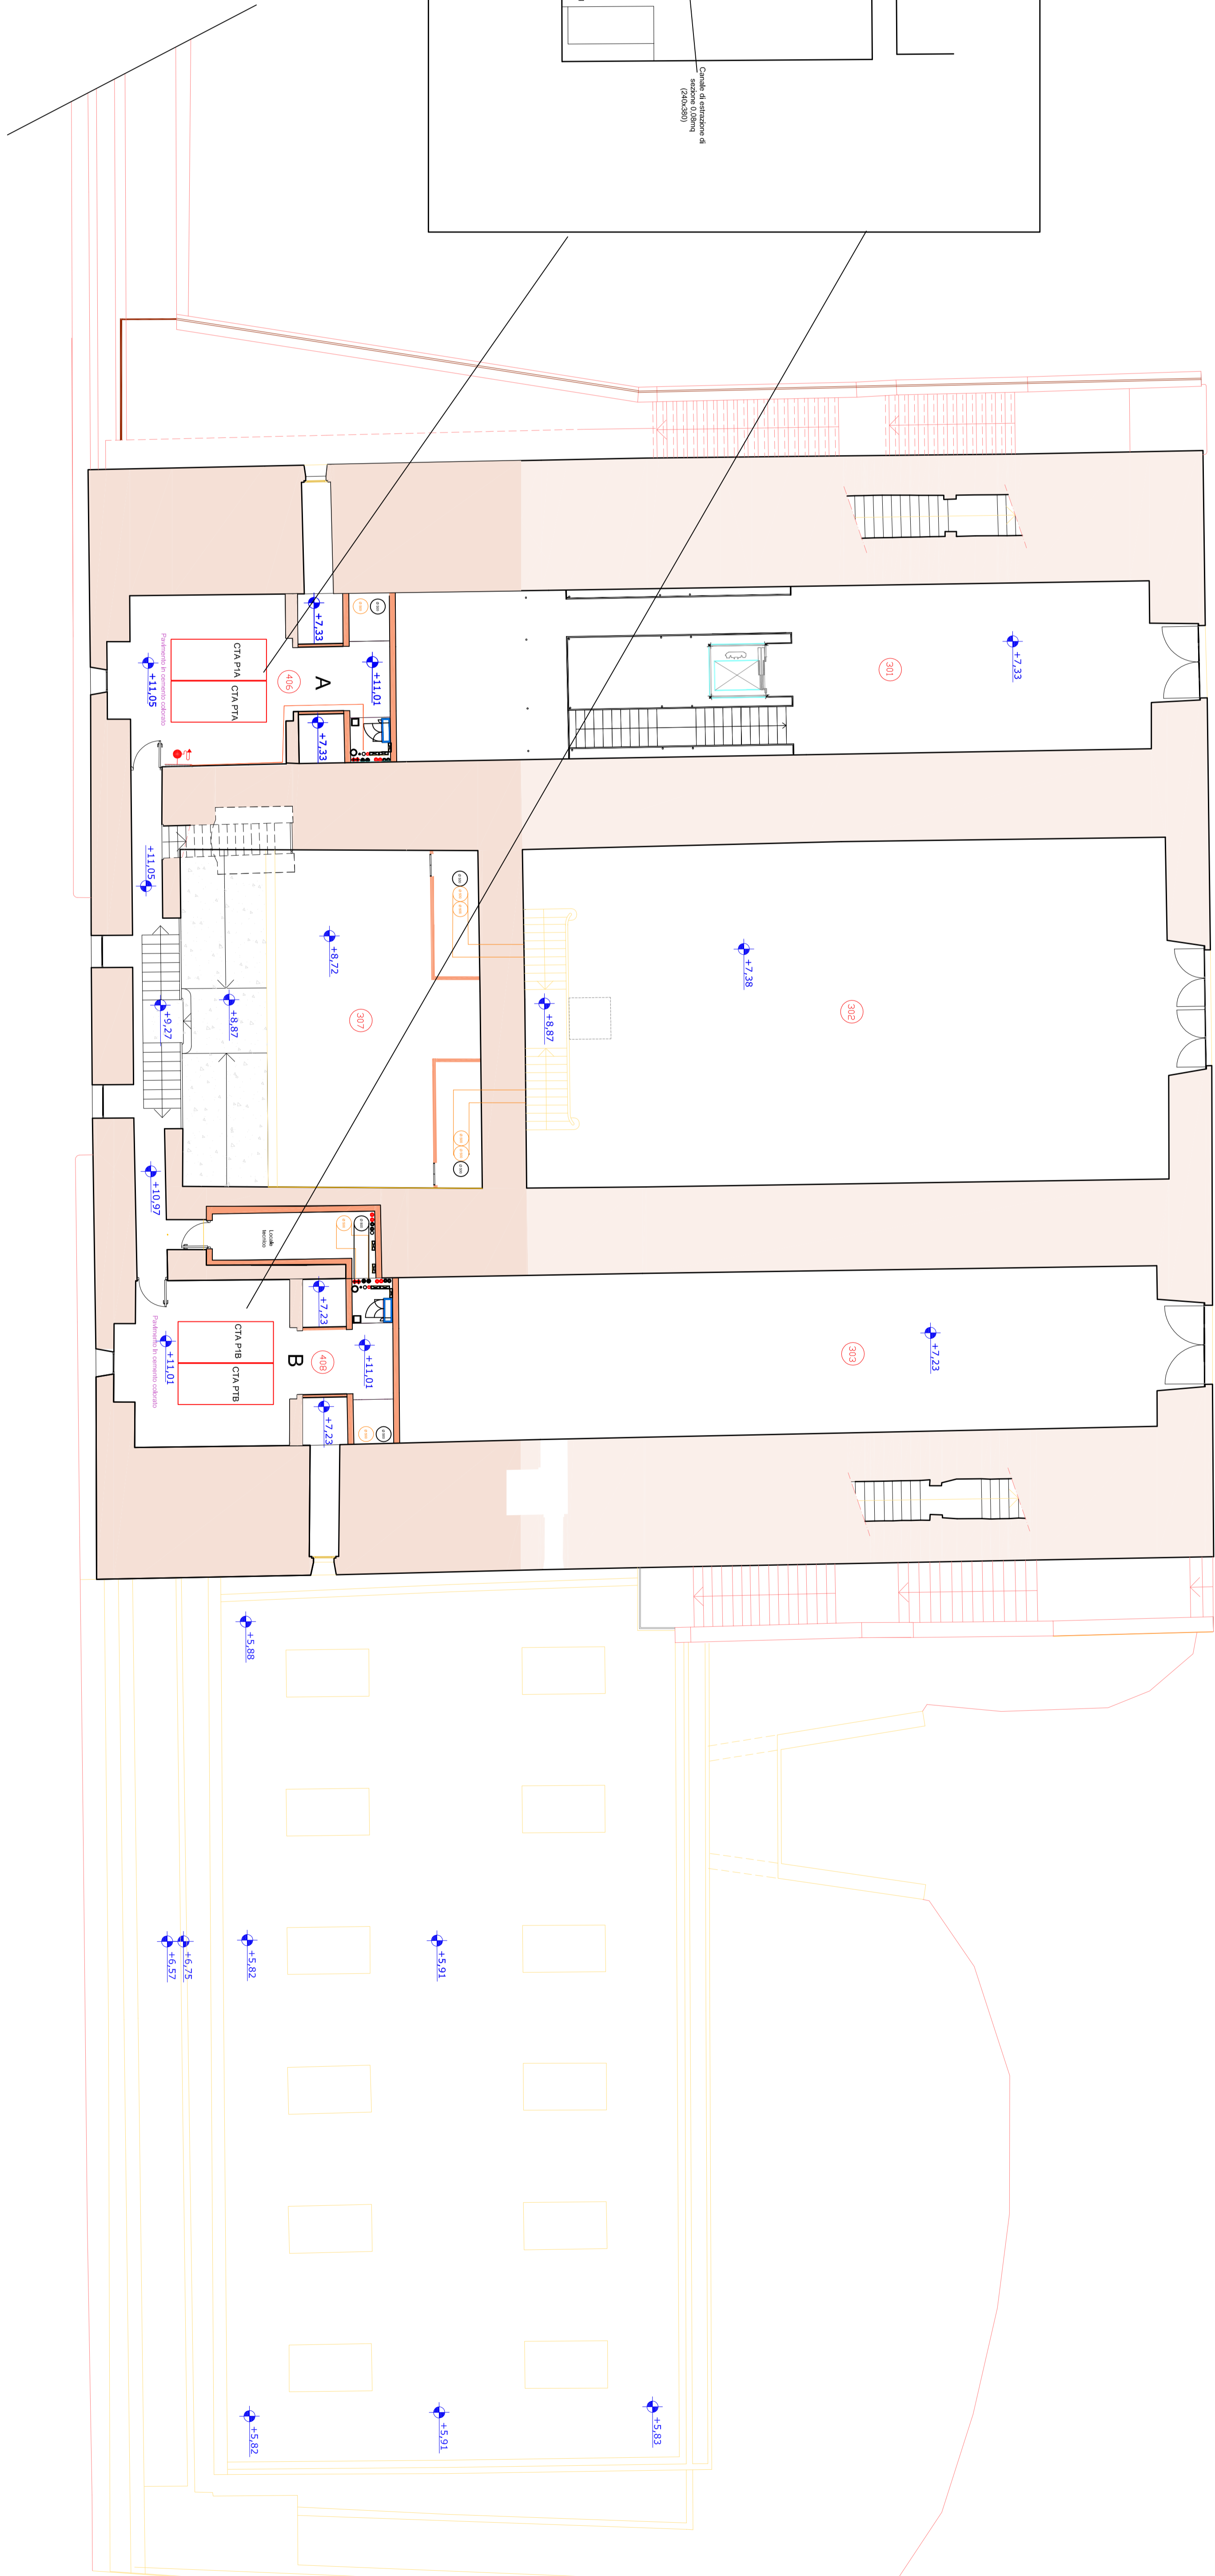 Canale di estrazione di
sezione 0,08mq
(240x380)
301
+7,33
+7,33
+11,01
A
406
CTA P1A
CTA PTA
Pavimento in cemento colorato
+11,05
+7,33
+11,05
+8,72
307
+8,87
+9,27
+8,87
+7,38
302
+10,97
Locale
tecnico
+7,23
+11,01
B
408
CTA P1B
CTA PTB
Pavimento in cemento colorato
+11,01
+7,23
303
+7,23
+5,88
+5,91
+5,82
+6,75
+6,57
+5,83
+5,91
+5,82